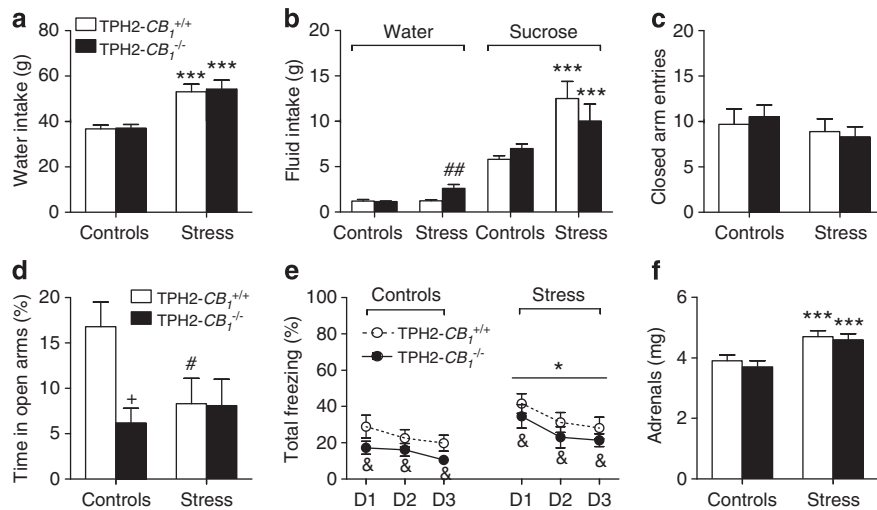 a
TPH2-CB₁⁺/⁺
TPH2-CB₁⁻/⁻
Water intake (g)
80
60
40
20
0
*** ***
Controls Stress
b
Water Sucrose
Fluid intake (g)
20
15
10
5
0
##
***
***
Controls Stress Controls Stress
c
Closed arm entries
20
15
10
5
0
Controls Stress
d
TPH2-CB₁⁺/⁺
TPH2-CB₁⁻/⁻
Time in open arms (%)
20
15
10
5
0
+
#
Controls Stress
e
Controls Stress
TPH2-CB₁⁺/⁺
TPH2-CB₁⁻/⁻
Total freezing (%)
100
80
60
40
20
0
*
& & &
& & &
D1 D2 D3 D1 D2 D3
f
Adrenals (mg)
6
4
2
0
*** ***
Controls Stress